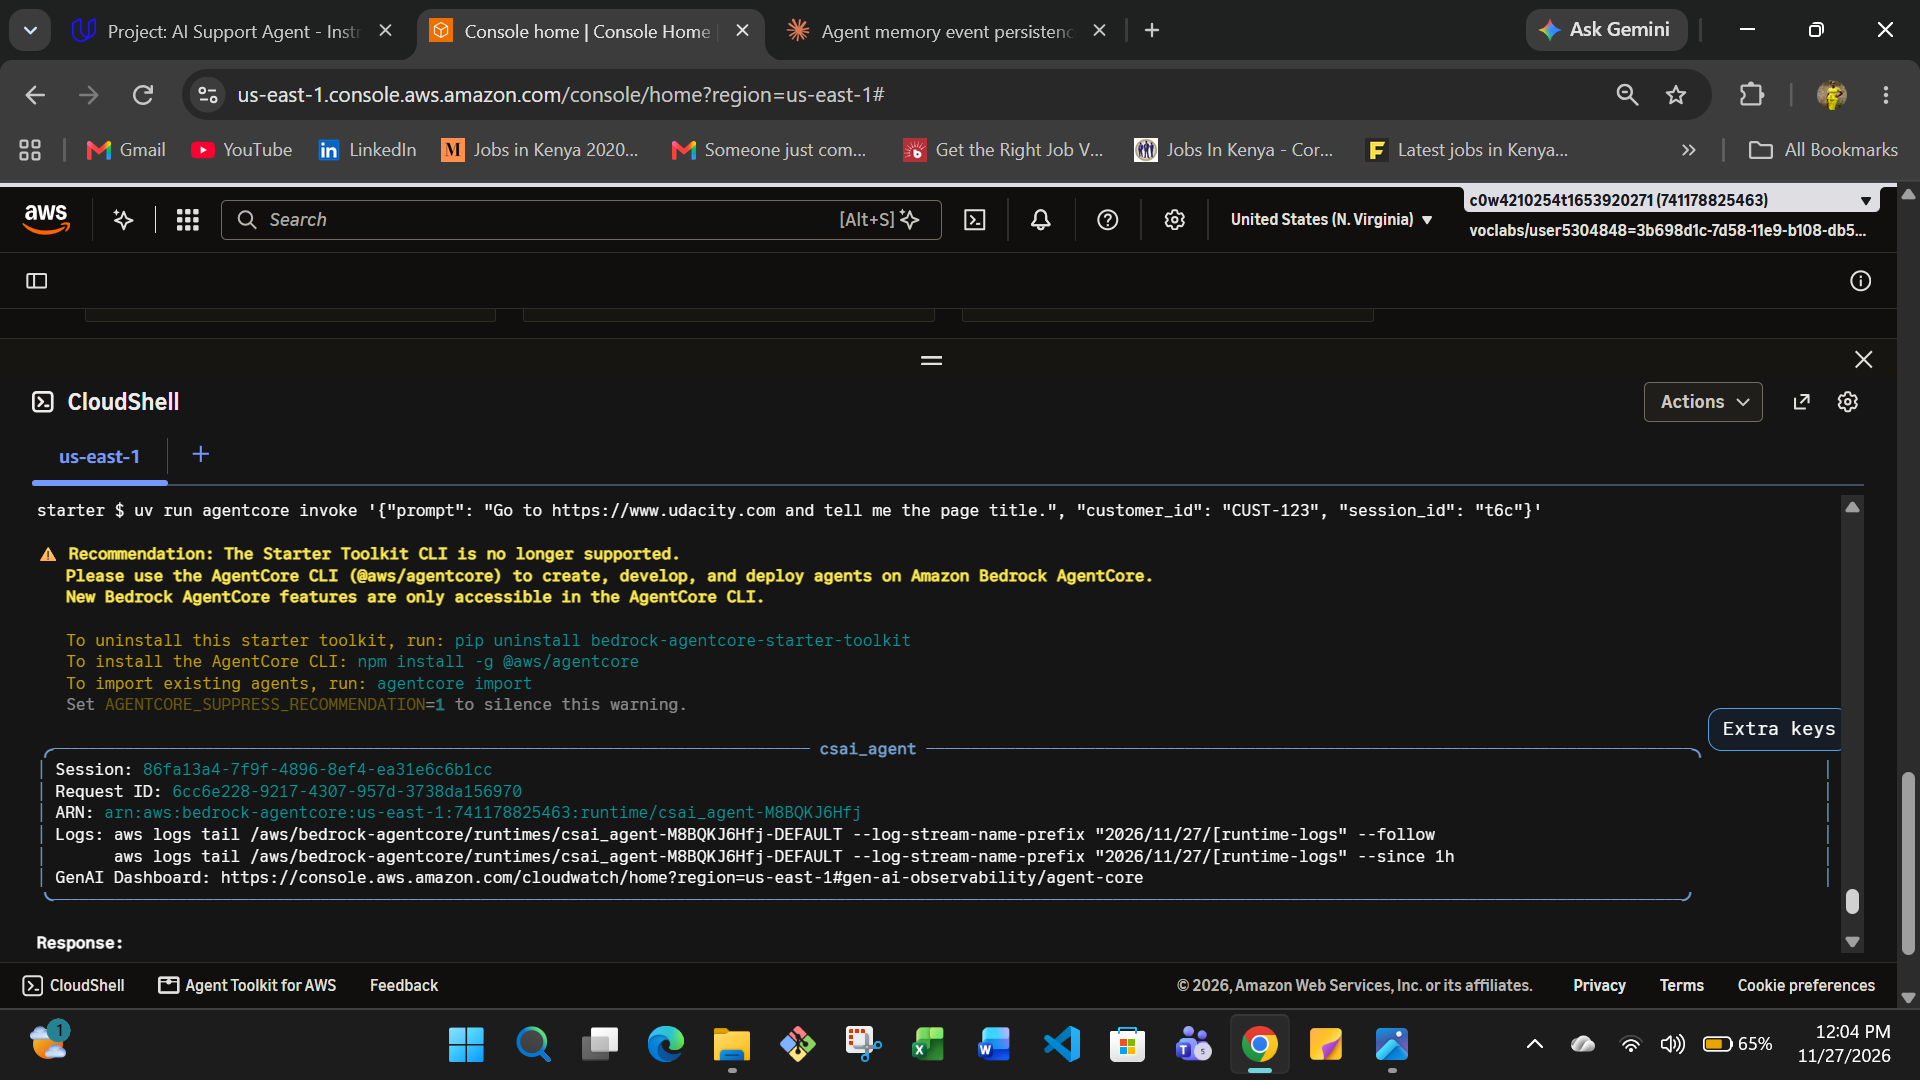 Project: AI Support Agent - Instr
Console home | Console Home
Agent memory event persistenc
Ask Gemini
us-east-1.console.aws.amazon.com/console/home?region=us-east-1#
Gmail
YouTube
LinkedIn
M Jobs in Kenya 2020...
Someone just com...
Get the Right Job V...
Jobs In Kenya - Cor...
F Latest jobs in Kenya...
All Bookmarks
aws
Search
[Alt+S]
United States (N. Virginia)
c0w4210254t1653920271 (741178825463)
voclabs/user5304848=3b698d1c-7d58-11e9-b108-db5...
CloudShell
Actions
us-east-1
starter $ uv run agentcore invoke '{"prompt": "Go to https://www.udacity.com and tell me the page title.", "customer_id": "CUST-123", "session_id": "t6c"}'
Recommendation: The Starter Toolkit CLI is no longer supported.
Please use the AgentCore CLI (@aws/agentcore) to create, develop, and deploy agents on Amazon Bedrock AgentCore.
New Bedrock AgentCore features are only accessible in the AgentCore CLI.
To uninstall this starter toolkit, run: pip uninstall bedrock-agentcore-starter-toolkit
To install the AgentCore CLI: npm install -g @aws/agentcore
To import existing agents, run: agentcore import
Set AGENTCORE_SUPPRESS_RECOMMENDATION=1 to silence this warning.
Extra keys
csai_agent
Session: 86fa13a4-7f9f-4896-8ef4-ea31e6c6b1cc
Request ID: 6cc6e228-9217-4307-957d-3738da156970
ARN: arn:aws:bedrock-agentcore:us-east-1:741178825463:runtime/csai_agent-M8BQKJ6Hfj
Logs: aws logs tail /aws/bedrock-agentcore/runtimes/csai_agent-M8BQKJ6Hfj-DEFAULT --log-stream-name-prefix "2026/11/27/[runtime-logs" --follow
aws logs tail /aws/bedrock-agentcore/runtimes/csai_agent-M8BQKJ6Hfj-DEFAULT --log-stream-name-prefix "2026/11/27/[runtime-logs" --since 1h
GenAI Dashboard: https://console.aws.amazon.com/cloudwatch/home?region=us-east-1#gen-ai-observability/agent-core
Response:
CloudShell
Agent Toolkit for AWS
Feedback
© 2026, Amazon Web Services, Inc. or its affiliates.
Privacy
Terms
Cookie preferences
1
65%
12:04 PM
11/27/2026